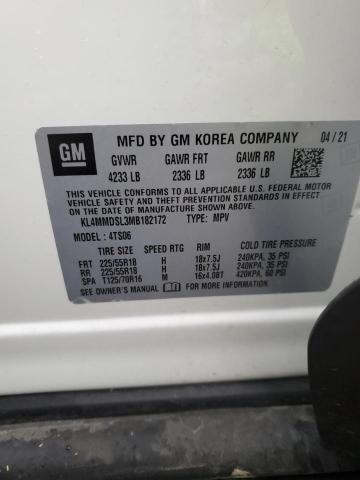 GM
MFD BY GM KOREA COMPANY 04/21
GVWR GAWR FRT GAWR RR
4233 LB 2336 LB 2336 LB
THIS VEHICLE CONFORMS TO ALL APPLICABLE U.S. FEDERAL MOTOR
VEHICLE SAFETY, BUMPER, AND THEFT PREVENTION STANDARDS IN EFFECT
ON THE DATE OF MANUFACTURE SHOWN ABOVE.
KL4MMDSL3MB182172 TYPE: MPV
MODEL: 4TS06
TIRE SIZE SPEED RTG RIM COLD TIRE PRESSURE
FRT 225/55R18 H 18x7.5J 240KPA, 35 PSI
RR 225/55R18 H 18x7.5J 240KPA, 35 PSI
SPA T125/70R16 M 16x4.0BT 420KPA, 60 PSI
SEE OWNER'S MANUAL FOR MORE INFORMATION.